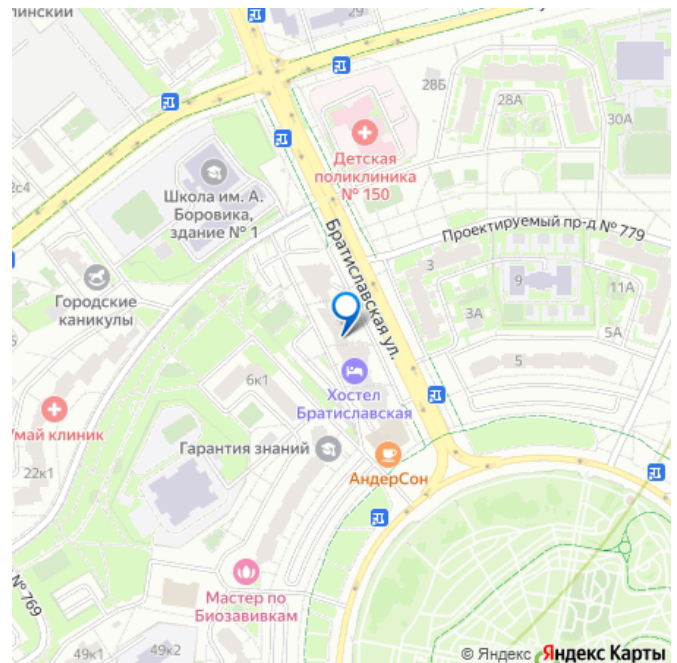 линский
29
28Б
28А
30А
Детская
поликлиника
№ 150
2с4
Школа им. А.
Боровика,
здание № 1
Братиславская ул.
Проектируемый пр-д № 779
3
9
11А
Городские
каникулы
3А
5А
5
6к1
Хостел
Братиславская
Умай клиник
Гарантия знаний
22к1
АндерСон
№ 769
Мастер по
Биозавивкам
49к1
49к2
© Яндекс
Яндекс Карты